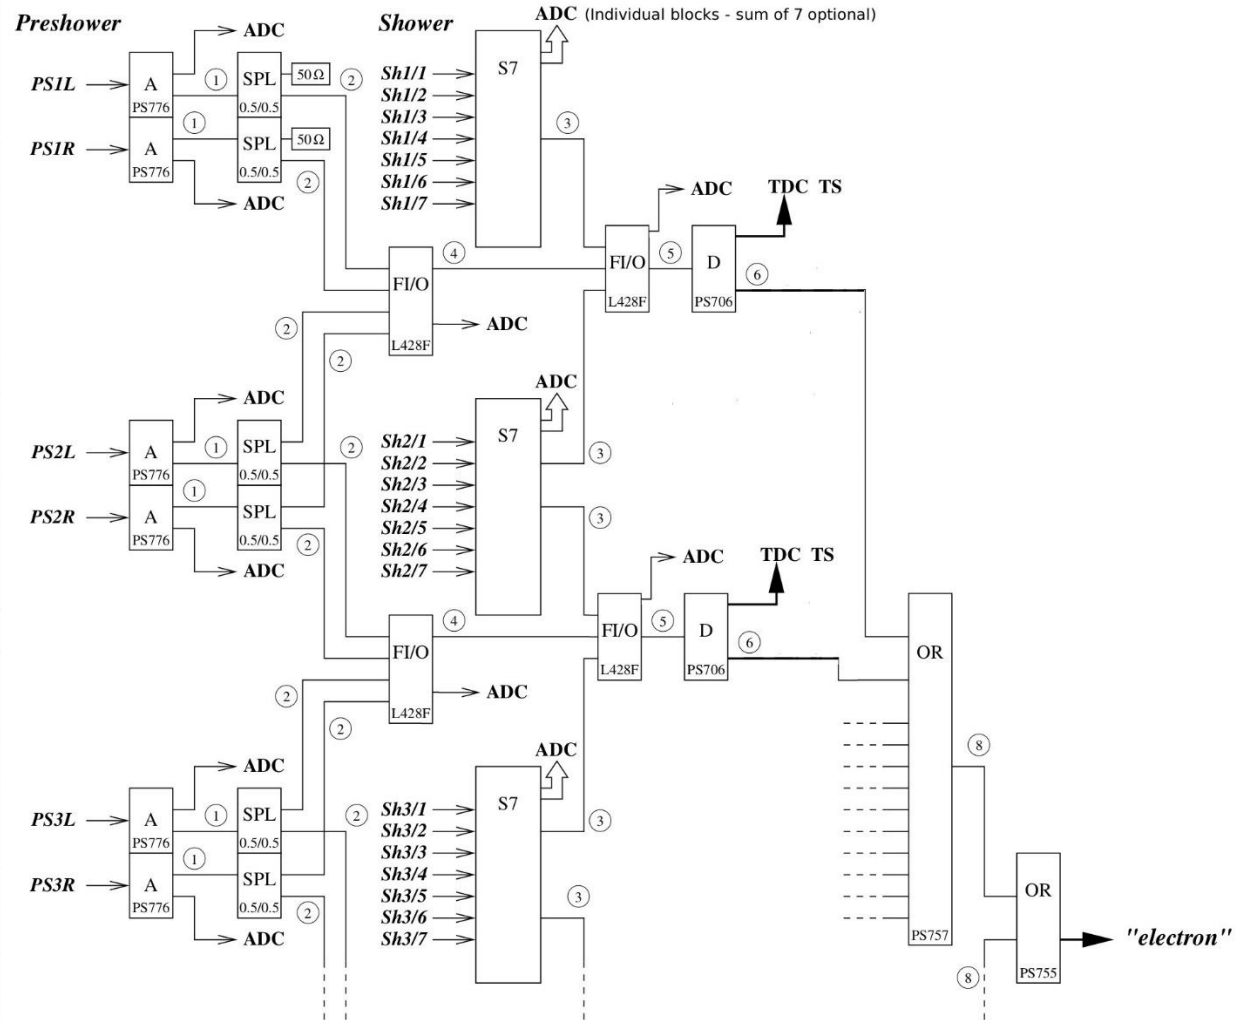 Preshower
Shower
ADC (Individual blocks - sum of 7 optional)
ADC
PS1L
A
PS776
1
SPL
0.5/0.5
50Ω
2
PS1R
A
PS776
1
SPL
0.5/0.5
50Ω
2
ADC
Sh1/1
Sh1/2
Sh1/3
Sh1/4
Sh1/5
Sh1/6
Sh1/7
S7
3
ADC
TDC TS
4
FI/O
L428F
ADC
FI/O
L428F
5
D
PS706
6
2
2
ADC
ADC
PS2L
A
PS776
1
SPL
0.5/0.5
2
PS2R
A
PS776
1
SPL
0.5/0.5
2
ADC
Sh2/1
Sh2/2
Sh2/3
Sh2/4
Sh2/5
Sh2/6
Sh2/7
S7
3
3
ADC
TDC TS
4
FI/O
L428F
ADC
FI/O
L428F
5
D
PS706
6
OR
PS757
2
2
8
ADC
ADC
PS3L
A
PS776
1
SPL
0.5/0.5
2
PS3R
A
PS776
1
SPL
0.5/0.5
2
ADC
Sh3/1
Sh3/2
Sh3/3
Sh3/4
Sh3/5
Sh3/6
Sh3/7
S7
3
3
OR
PS755
8
"electron"